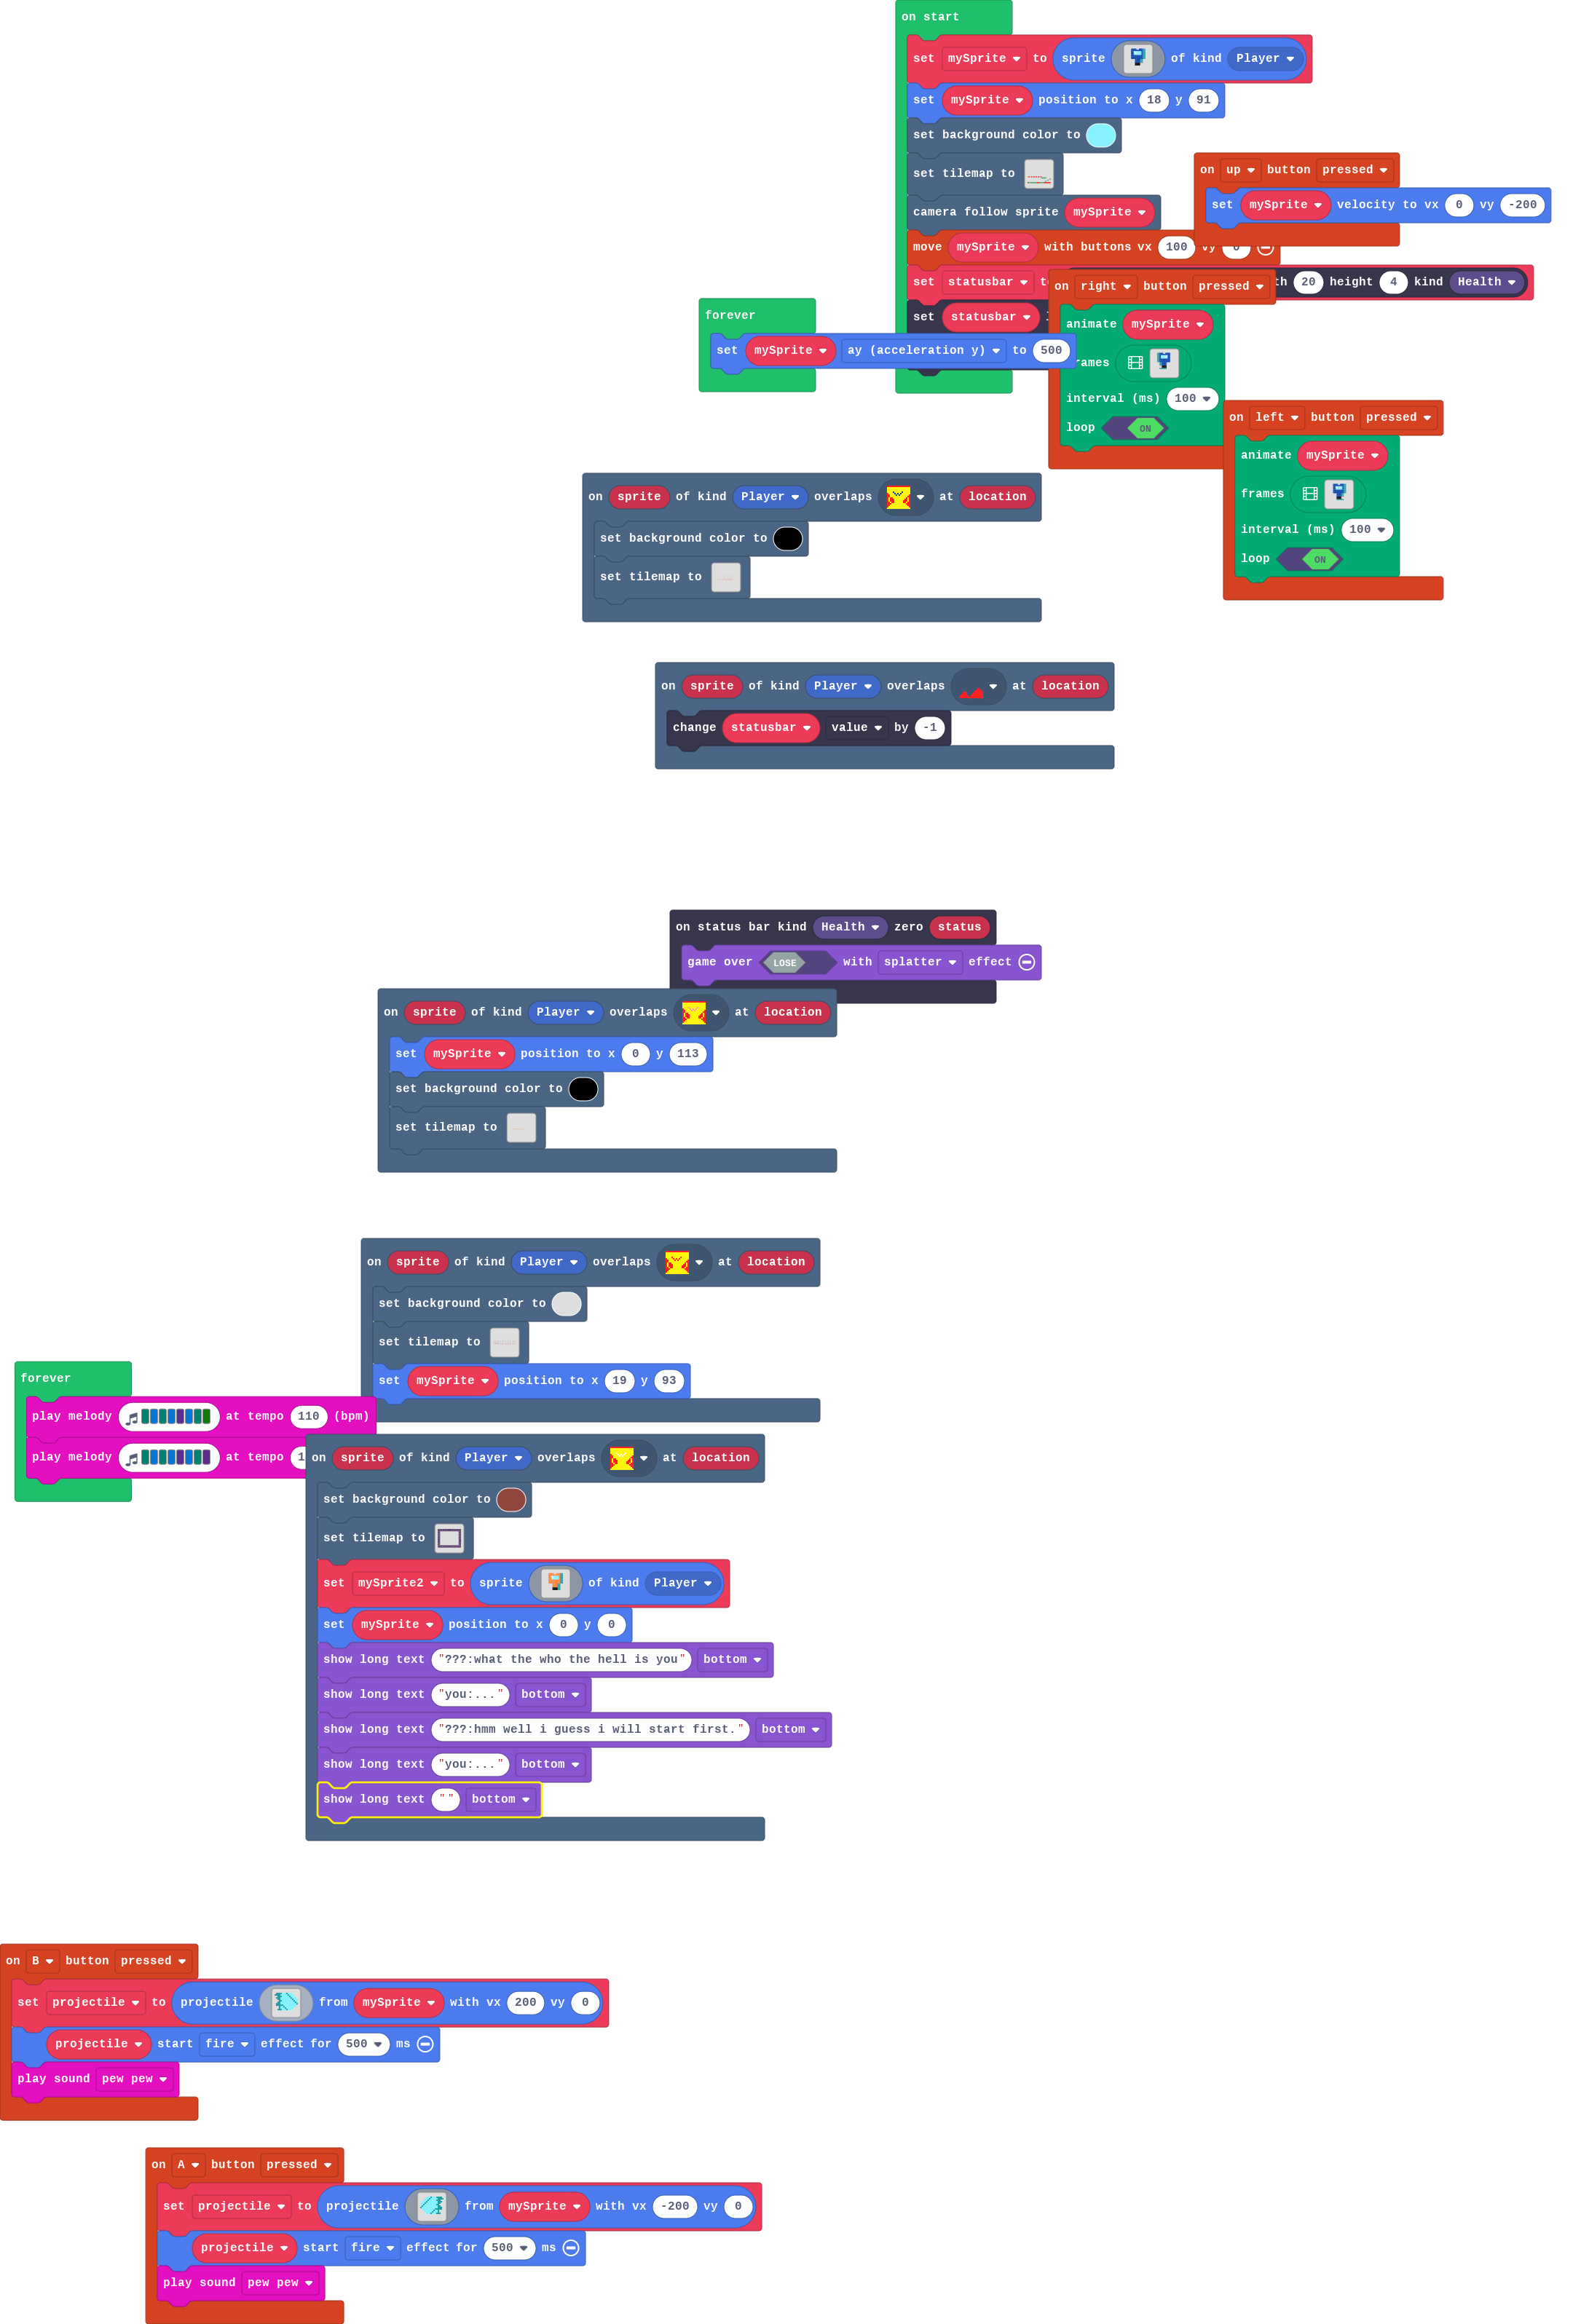 on start
set mySprite to sprite of kind Player
set mySprite position to x 18 y 91
set background color to
set tilemap to
camera follow sprite mySprite
move mySprite with buttons vx 100 vy 0
set statusbar 20 height 4 kind Health
set statusbar
on up button pressed
set mySprite velocity to vx 0 vy -200
forever
set mySprite ay (acceleration y) to 500
on right button pressed
animate mySprite
frames
interval (ms) 100
loop ON
on left button pressed
animate mySprite
frames
interval (ms) 100
loop ON
on sprite of kind Player overlaps at location
set background color to
set tilemap to
on sprite of kind Player overlaps at location
change statusbar value by -1
on status bar kind Health zero status
game over LOSE with splatter effect
on sprite of kind Player overlaps at location
set mySprite position to x 0 y 113
set background color to
set tilemap to
on sprite of kind Player overlaps at location
set background color to
set tilemap to
set mySprite position to x 19 y 93
forever
play melody at tempo 110 (bpm)
play melody at tempo
on sprite of kind Player overlaps at location
set background color to
set tilemap to
set mySprite2 to sprite of kind Player
set mySprite position to x 0 y 0
show long text "???:what the who the hell is you" bottom
show long text "you:..." bottom
show long text "???:hmm well i guess i will start first." bottom
show long text "you:..." bottom
show long text "" bottom
on B button pressed
set projectile to projectile from mySprite with vx 200 vy 0
projectile start fire effect for 500 ms
play sound pew pew
on A button pressed
set projectile to projectile from mySprite with vx -200 vy 0
projectile start fire effect for 500 ms
play sound pew pew